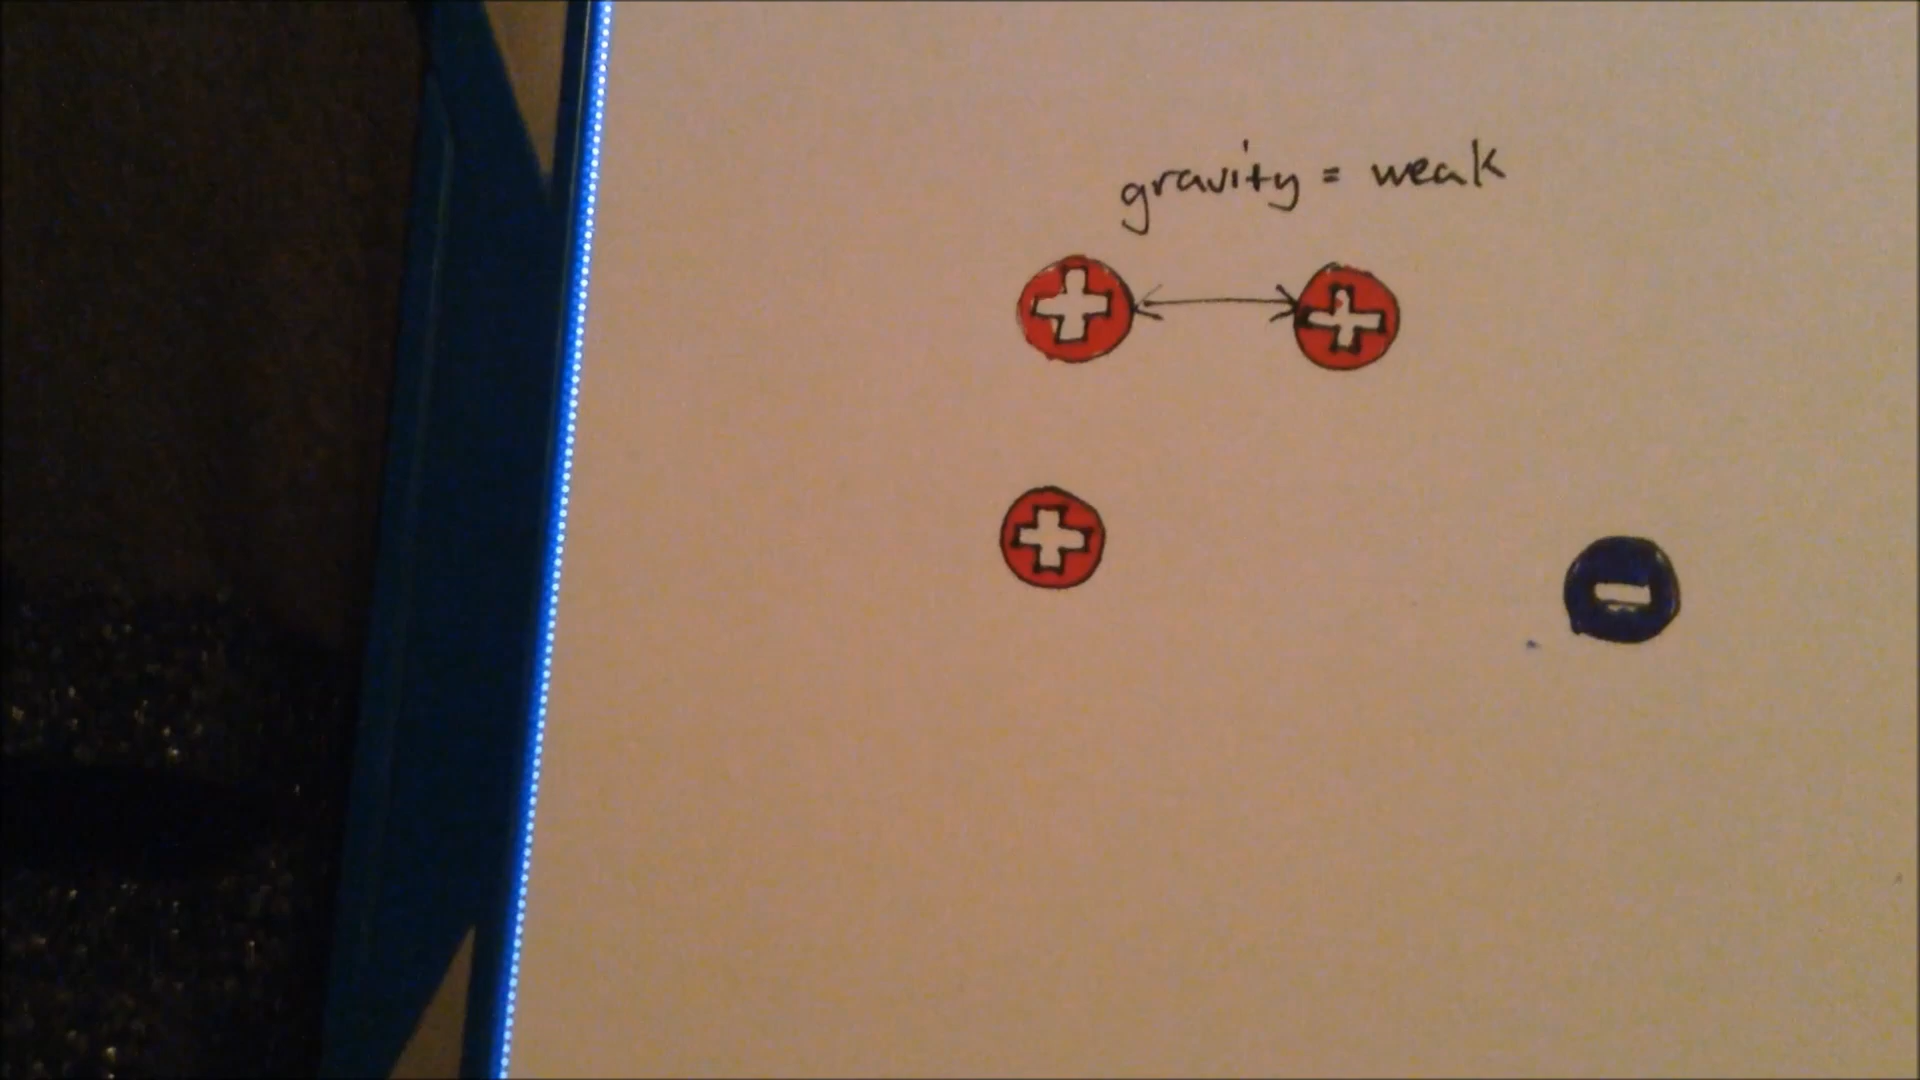 gravity = weak
+ +
+
-